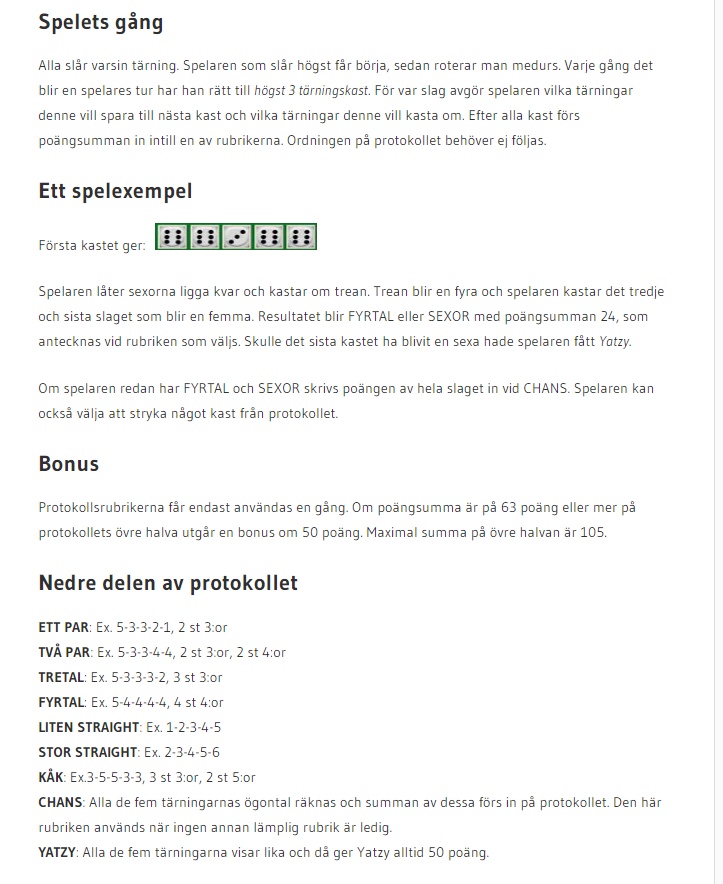 Spelets gång
Alla slår varsin tärning. Spelaren som slår högst får börja, sedan roterar man medurs. Varje gång det
blir en spelares tur har han rätt till högst 3 tärningskast. För var slag avgör spelaren vilka tärningar
denne vill spara till nästa kast och vilka tärningar denne vill kasta om. Efter alla kast förs
poängsumman in intill en av rubrikerna. Ordningen på protokollet behöver ej följas.
Ett spelexempel
Första kastet ger:
Spelaren låter sexorna ligga kvar och kastar om trean. Trean blir en fyra och spelaren kastar det tredje
och sista slaget som blir en femma. Resultatet blir FYRTAL eller SEXOR med poängsumman 24, som
antecknas vid rubriken som väljs. Skulle det sista kastet ha blivit en sexa hade spelaren fått Yatzy.
Om spelaren redan har FYRTAL och SEXOR skrivs poängen av hela slaget in vid CHANS. Spelaren kan
också välja att stryka något kast från protokollet.
Bonus
Protokollsrubrikerna får endast användas en gång. Om poängsumma är på 63 poäng eller mer på
protokollets övre halva utgår en bonus om 50 poäng. Maximal summa på övre halvan är 105.
Nedre delen av protokollet
ETT PAR: Ex. 5-3-3-2-1, 2 st 3:or
TVÅ PAR: Ex. 5-3-3-4-4, 2 st 3:or, 2 st 4:or
TRETAL: Ex. 5-3-3-3-2, 3 st 3:or
FYRTAL: Ex. 5-4-4-4-4, 4 st 4:or
LITEN STRAIGHT: Ex. 1-2-3-4-5
STOR STRAIGHT: Ex. 2-3-4-5-6
KÅK: Ex.3-5-5-3-3, 3 st 3:or, 2 st 5:or
CHANS: Alla de fem tärningarnas ögontal räknas och summan av dessa förs in på protokollet. Den här
rubriken används när ingen annan lämplig rubrik är ledig.
YATZY: Alla de fem tärningarna visar lika och då ger Yatzy alltid 50 poäng.